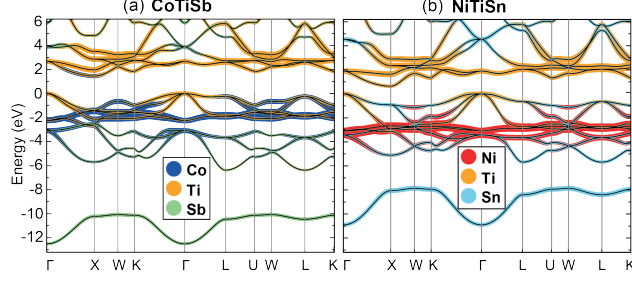 (a) CoTiSb
(b) NiTiSn
Energy (eV)
6
4
2
0
-2
-4
-6
-8
-10
-12
Co
Ti
Sb
Ni
Ti
Sn
Γ X W K Γ L U W L K
Γ X W K Γ L U W L K